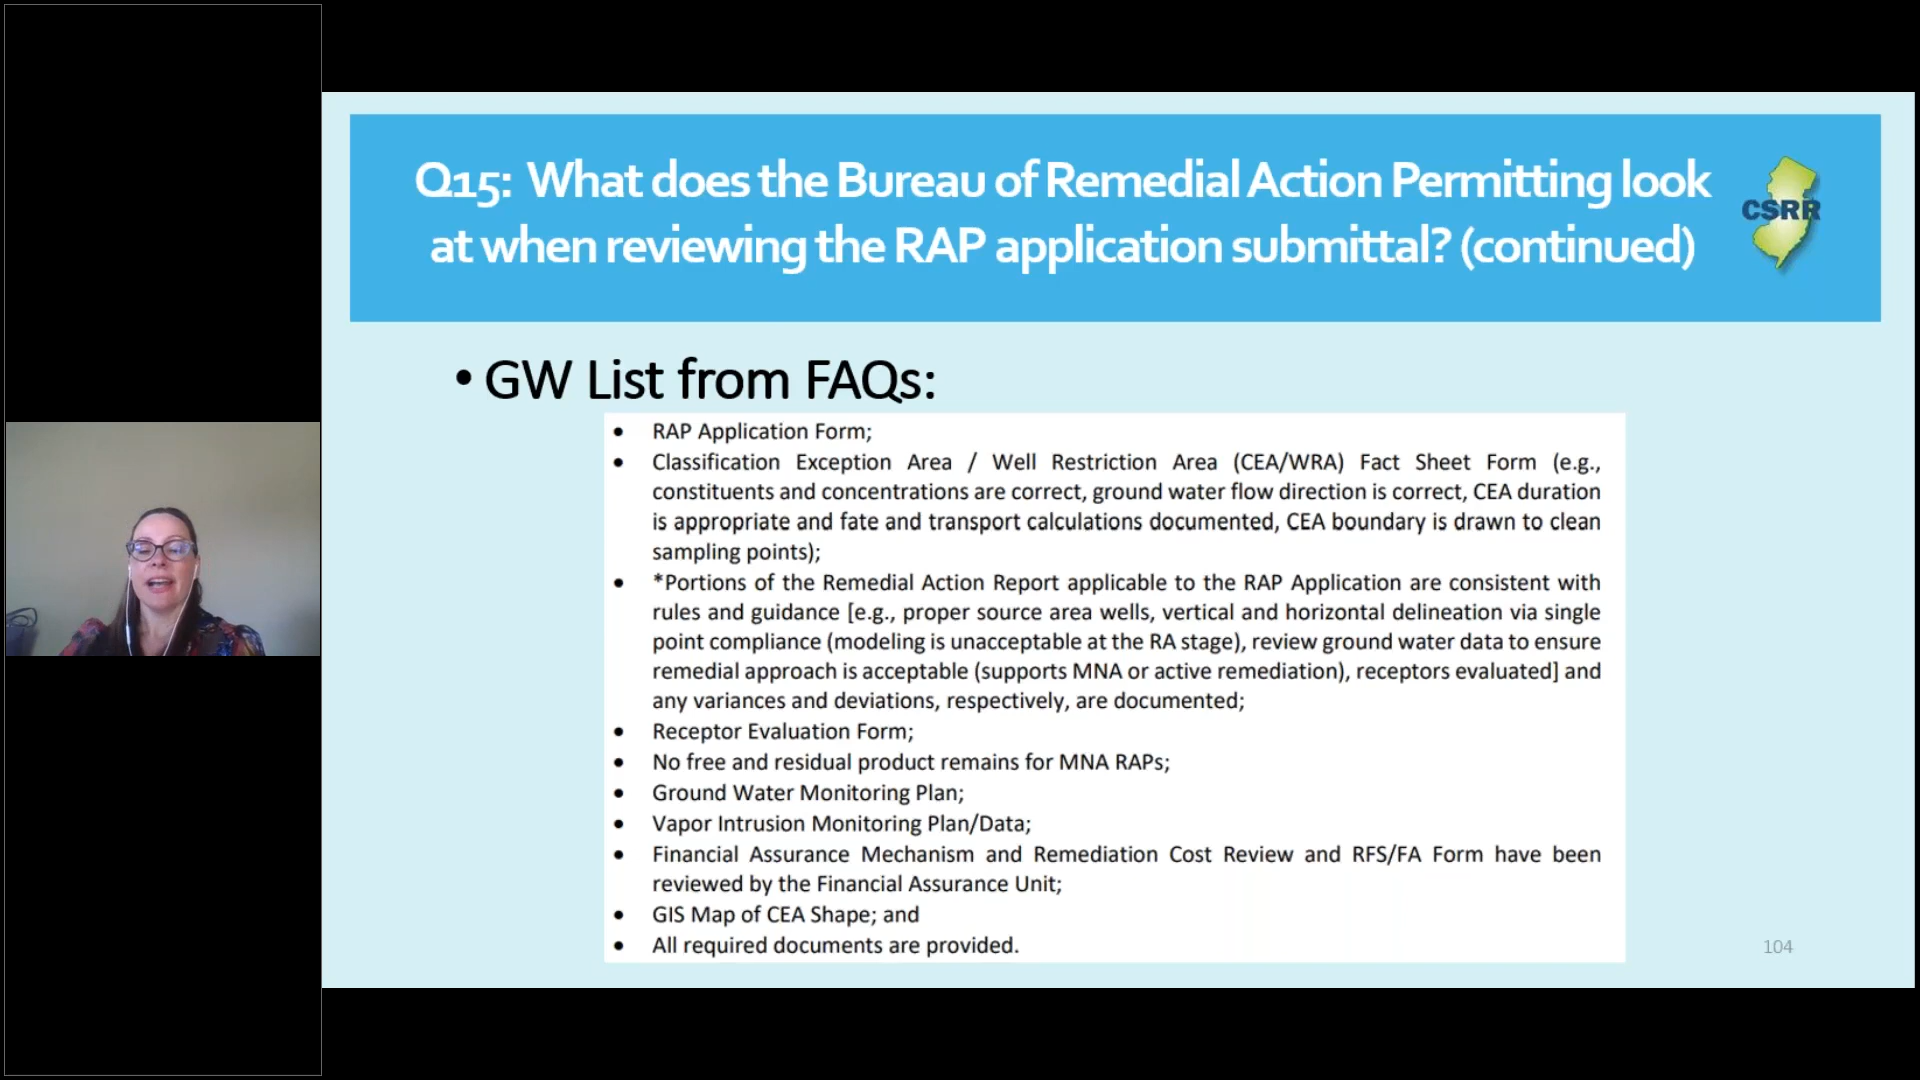 Q15: What does the Bureau of Remedial Action Permitting look
at when reviewing the RAP application submittal? (continued)
CSRR
• GW List from FAQs:
• RAP Application Form;
• Classification Exception Area / Well Restriction Area (CEA/WRA) Fact Sheet Form (e.g.,
constituents and concentrations are correct, ground water flow direction is correct, CEA duration
is appropriate and fate and transport calculations documented, CEA boundary is drawn to clean
sampling points);
• *Portions of the Remedial Action Report applicable to the RAP Application are consistent with
rules and guidance [e.g., proper source area wells, vertical and horizontal delineation via single
point compliance (modeling is unacceptable at the RA stage), review ground water data to ensure
remedial approach is acceptable (supports MNA or active remediation), receptors evaluated] and
any variances and deviations, respectively, are documented;
• Receptor Evaluation Form;
• No free and residual product remains for MNA RAPs;
• Ground Water Monitoring Plan;
• Vapor Intrusion Monitoring Plan/Data;
• Financial Assurance Mechanism and Remediation Cost Review and RFS/FA Form have been
reviewed by the Financial Assurance Unit;
• GIS Map of CEA Shape; and
• All required documents are provided.
104